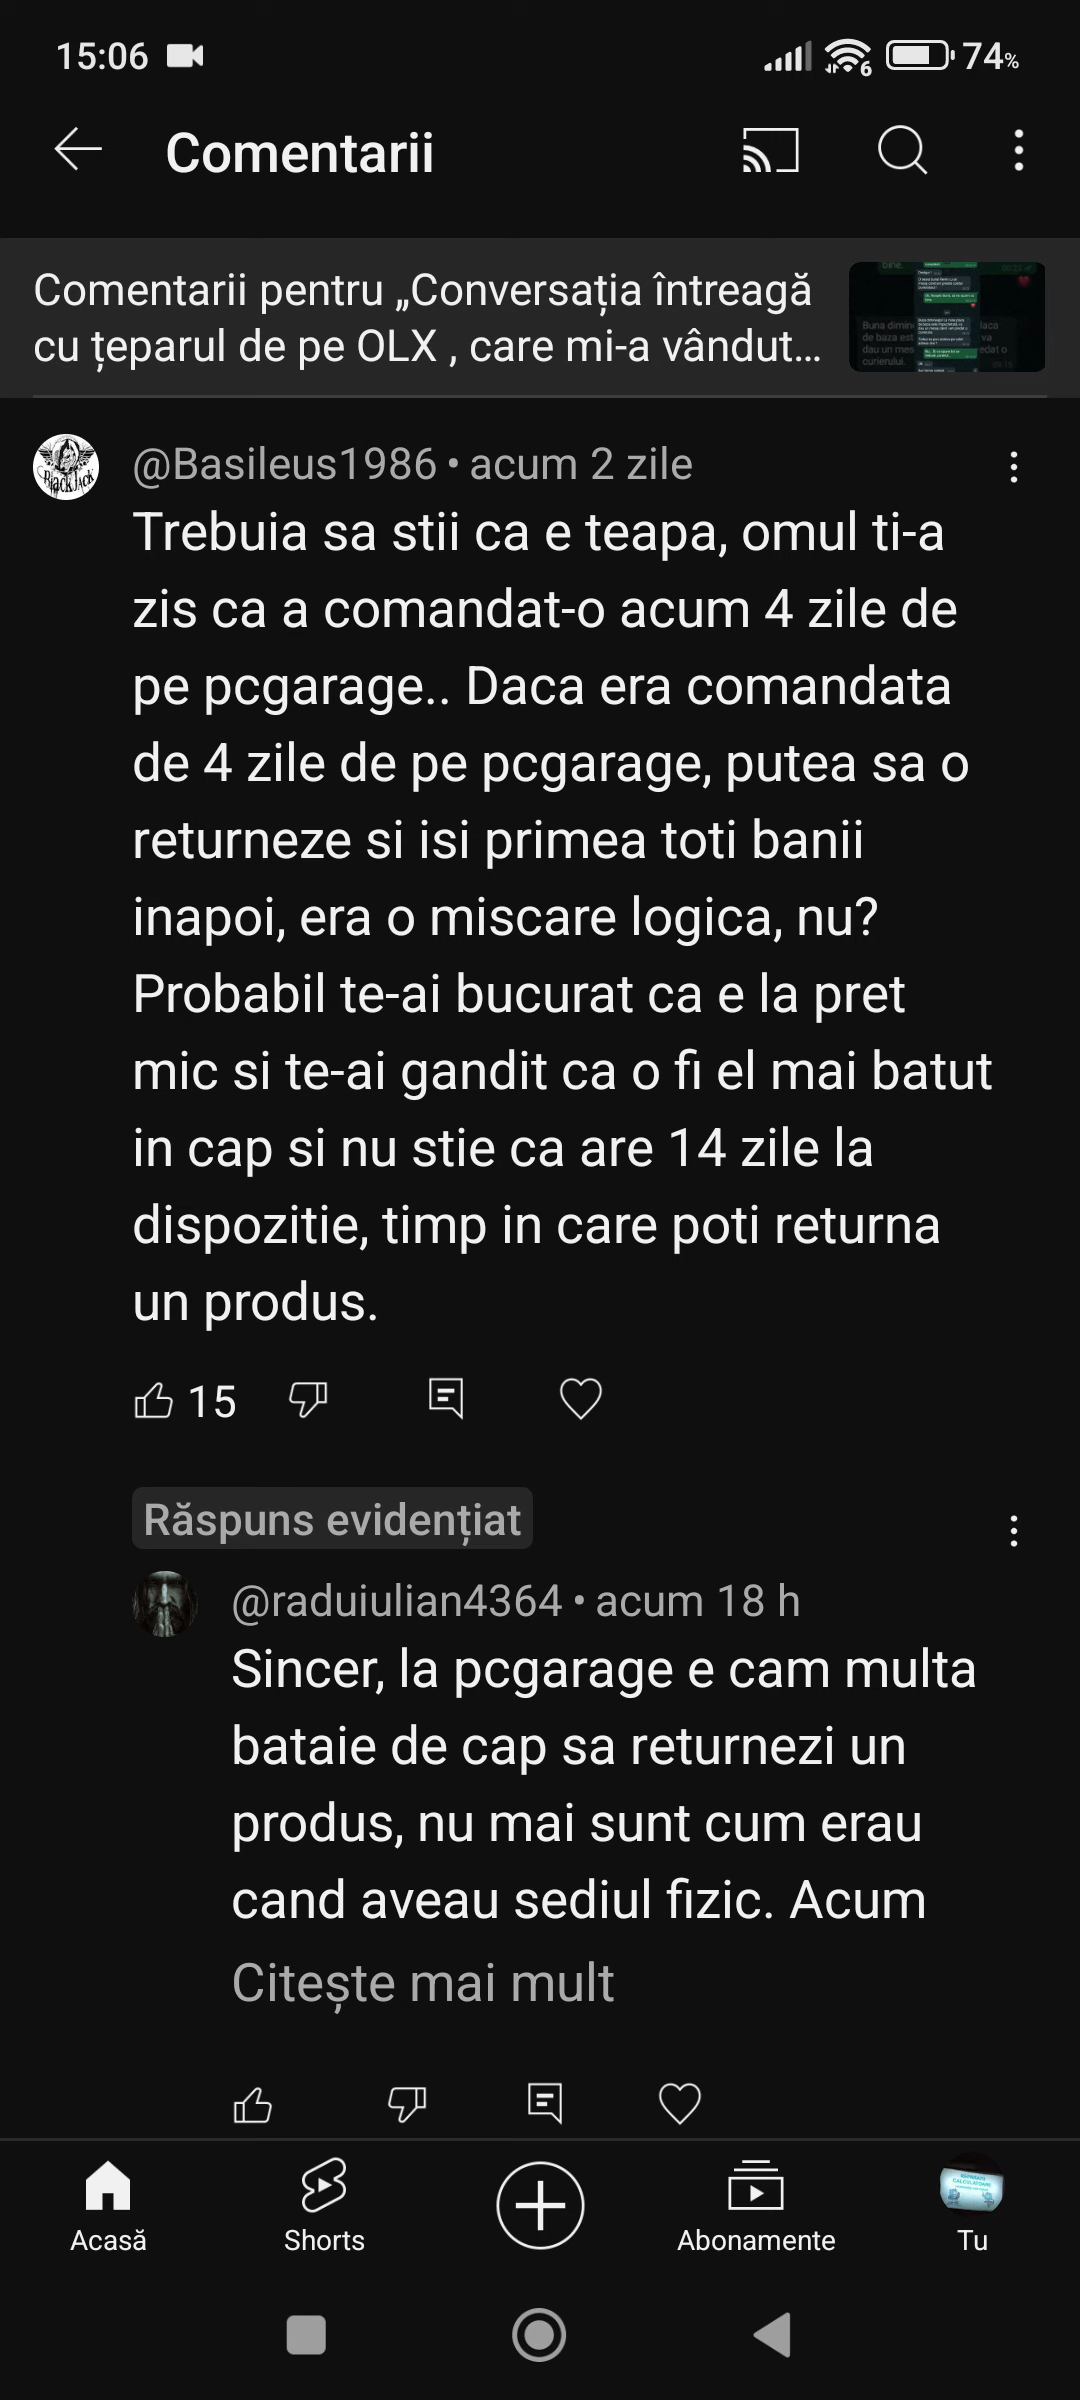 15:06
74%
Comentarii
Comentarii pentru „Conversația întreagă
cu țeparul de pe OLX , care mi-a vândut...
@Basileus1986 • acum 2 zile
Trebuia sa stii ca e teapa, omul ti-a
zis ca a comandat-o acum 4 zile de
pe pcgarage.. Daca era comandata
de 4 zile de pe pcgarage, putea sa o
returneze si isi primea toti banii
inapoi, era o miscare logica, nu?
Probabil te-ai bucurat ca e la pret
mic si te-ai gandit ca o fi el mai batut
in cap si nu stie ca are 14 zile la
dispozitie, timp in care poti returna
un produs.
15
Răspuns evidențiat
@raduiulian4364 • acum 18 h
Sincer, la pcgarage e cam multa
bataie de cap sa returnezi un
produs, nu mai sunt cum erau
cand aveau sediul fizic. Acum
Citește mai mult
Acasă
Shorts
Abonamente
Tu